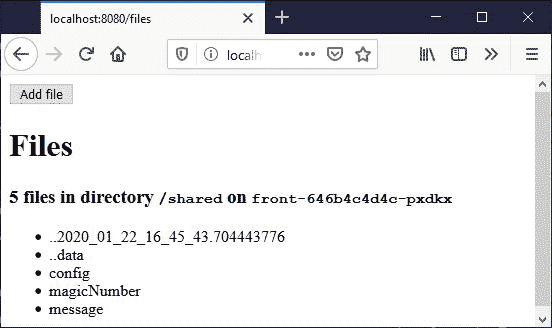 localhost:8080/files
localh
Add file
Files
5 files in directory /shared on front-646b4c4d4c-pxdkx
..2020_01_22_16_45_43.704443776
..data
config
magicNumber
message